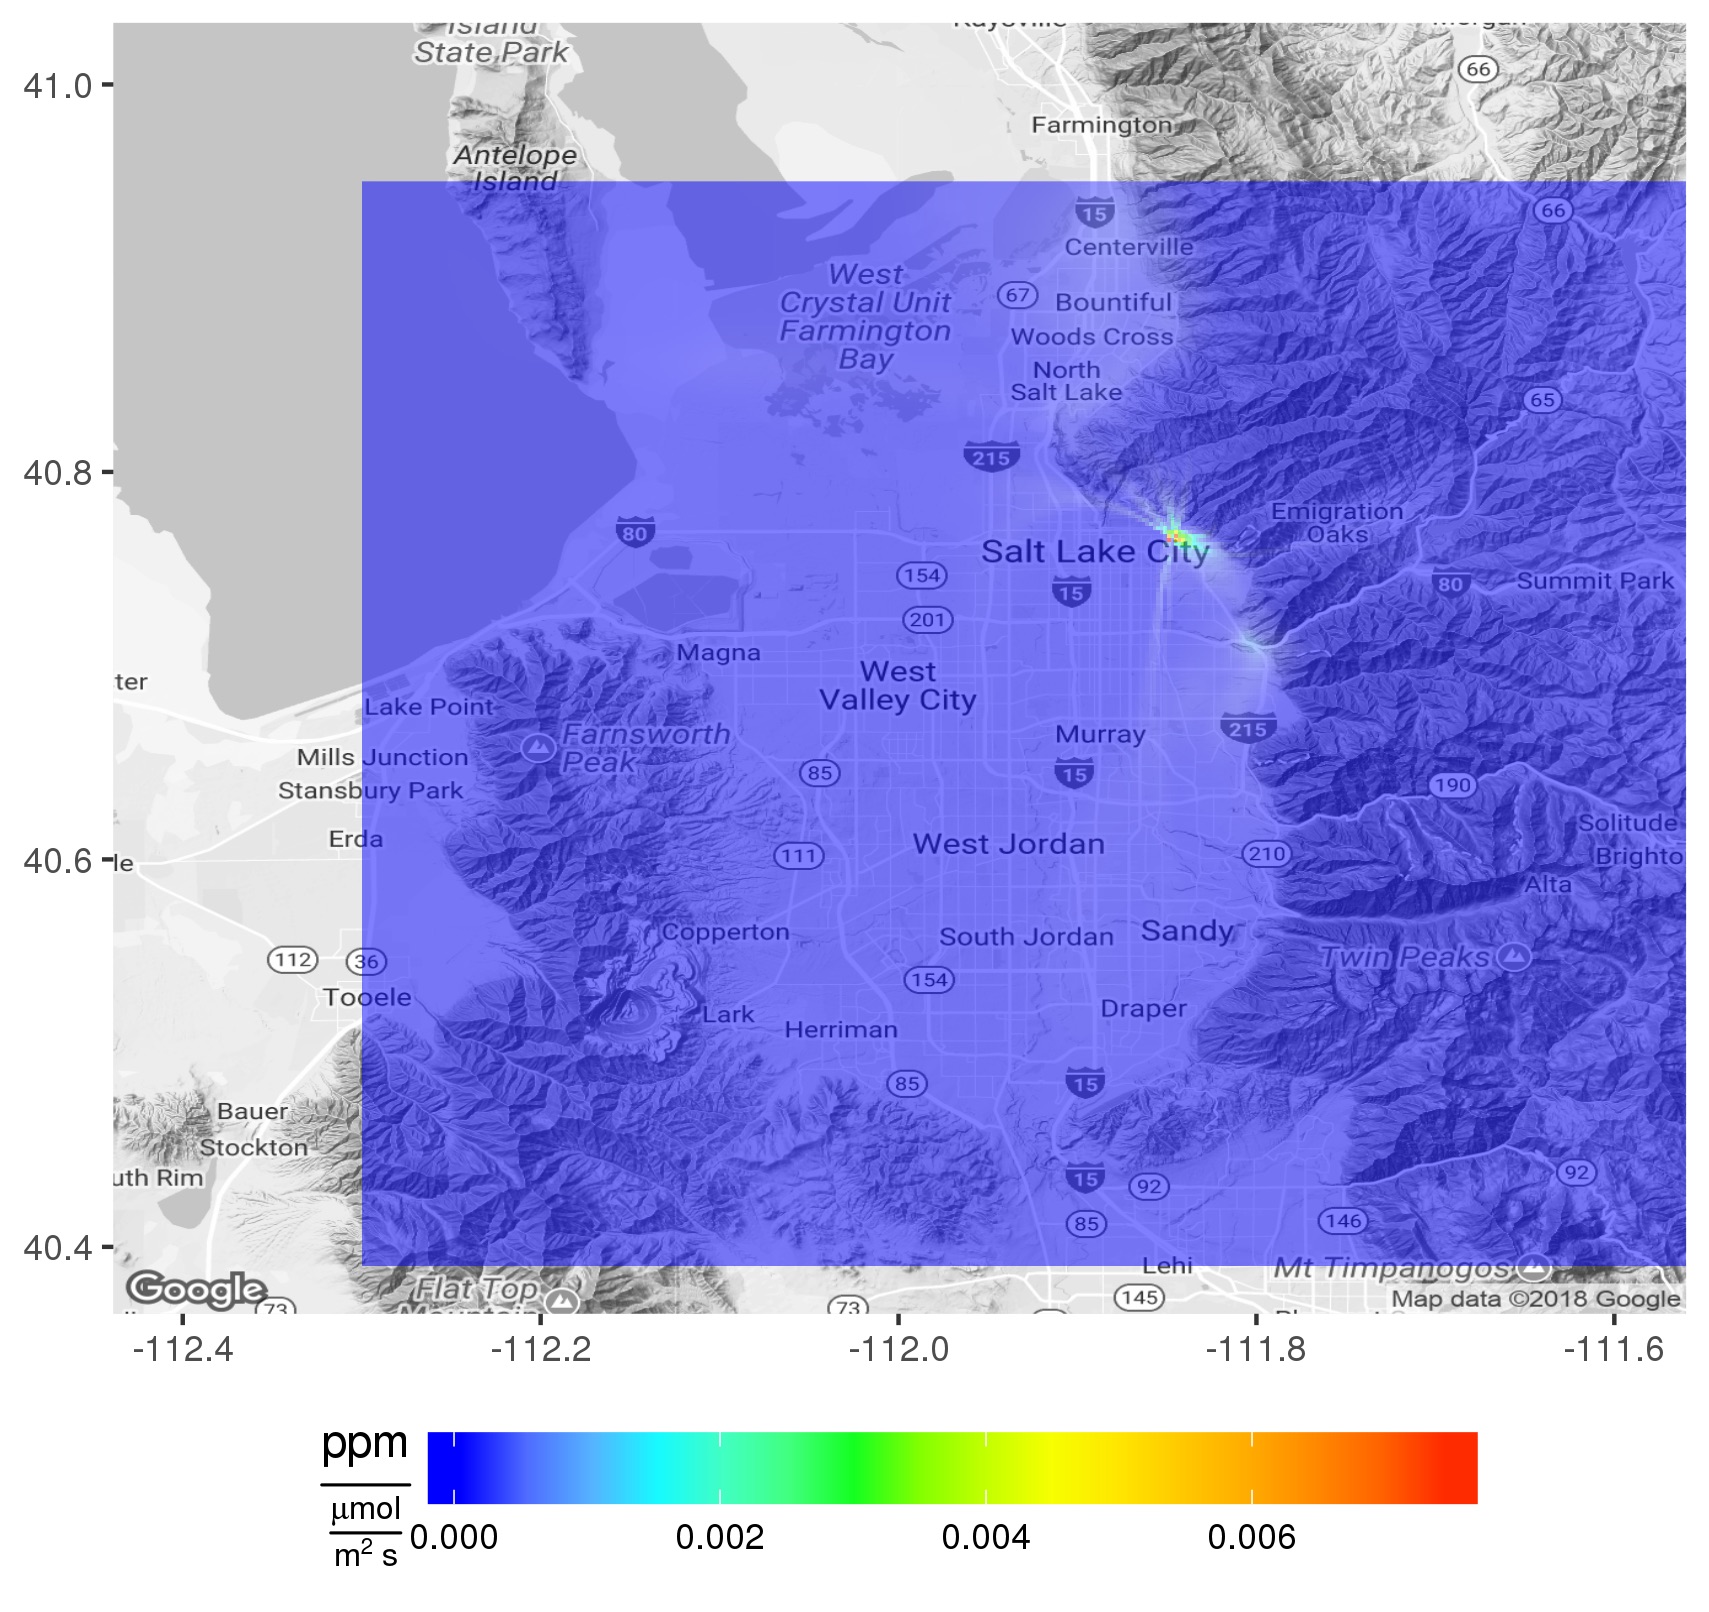 Island
State Park
Kaysville
Morgan
66
41.0
Farmington
Antelope
Island
15
66
Centerville
West
Crystal Unit
Farmington
Bay
67
Bountiful
Woods Cross
North
Salt Lake
65
215
40.8
80
Emigration
Oaks
Salt Lake City
154
15
80
Summit Park
201
Magna
West
Valley City
ter
Lake Point
Farnsworth
Peak
Murray
215
Mills Junction
85
15
190
Stansbury Park
Erda
West Jordan
111
210
Solitude
Brighto
40.6
le
Alta
Copperton
South Jordan
Sandy
Twin Peaks
112
36
154
Tooele
Lark
Draper
Herriman
15
85
Bauer
Stockton
uth Rim
15
92
92
85
146
40.4
Lehi
Mt Timpanogos
Google
Flat Top
Mountain
73
73
145
Map data ©2018 Google
-112.4
-112.2
-112.0
-111.8
-111.6
ppm
μmol
m² s
0.000
0.002
0.004
0.006